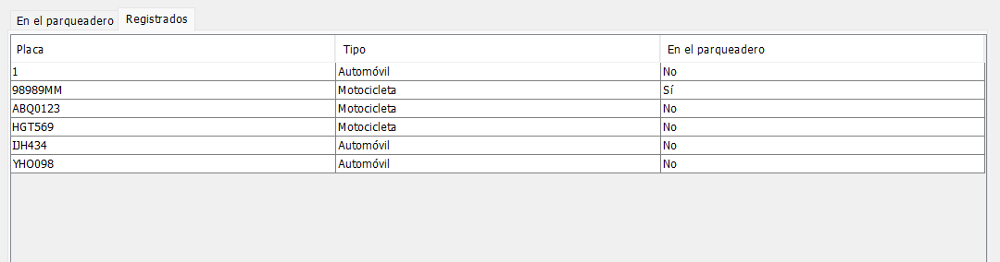 En el parqueadero Registrados
Placa Tipo En el parqueadero
1 Automóvil No
98989MM Motocicleta Sí
ABQ0123 Motocicleta No
HGT569 Motocicleta No
IJH434 Automóvil No
YHO098 Automóvil No